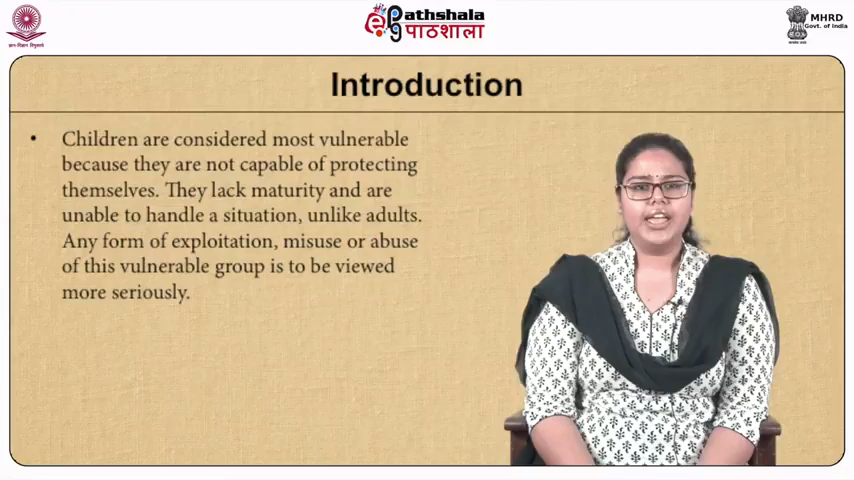 ज्ञान-विज्ञान विमुक्तये
ePathshala
पाठशाला
MHRD
Govt. of India
Introduction
• Children are considered most vulnerable
because they are not capable of protecting
themselves. They lack maturity and are
unable to handle a situation, unlike adults.
Any form of exploitation, misuse or abuse
of this vulnerable group is to be viewed
more seriously.